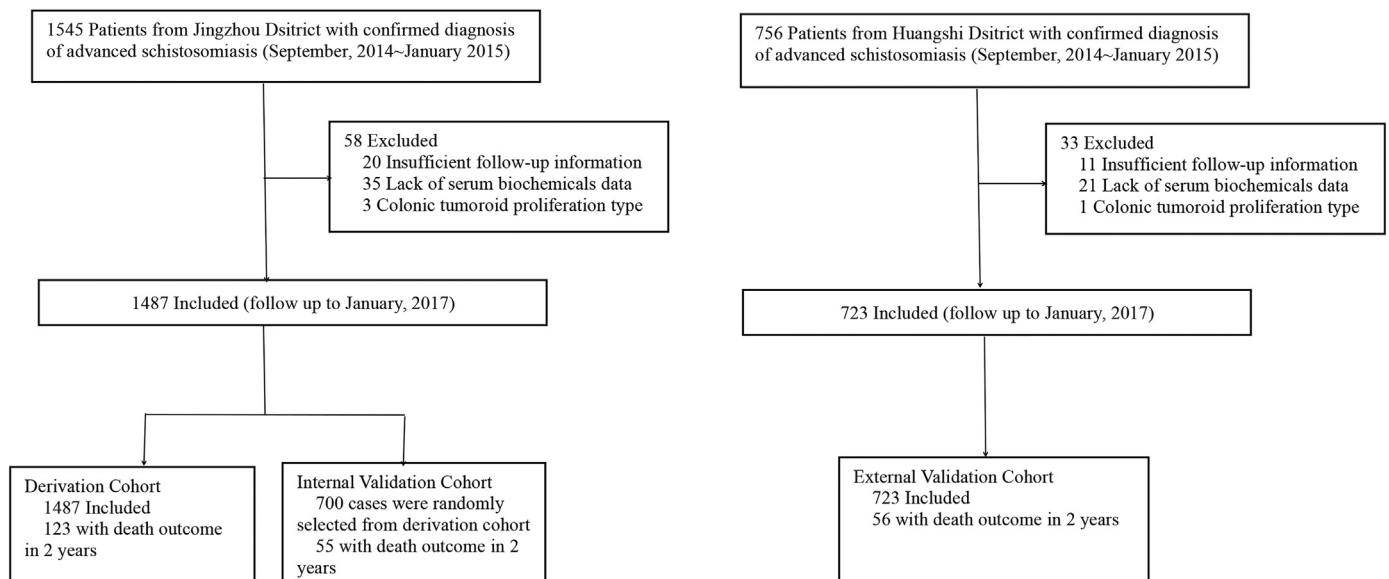 1545 Patients from Jingzhou Dsitrict with confirmed diagnosis
of advanced schistosomiasis (September, 2014~January 2015)
58 Excluded
20 Insufficient follow-up information
35 Lack of serum biochemicals data
3 Colonic tumoroid proliferation type
1487 Included (follow up to January, 2017)
Derivation Cohort
1487 Included
123 with death outcome
in 2 years
Internal Validation Cohort
700 cases were randomly
selected from derivation cohort
55 with death outcome in 2
years
756 Patients from Huangshi Dsitrict with confirmed diagnosis
of advanced schistosomiasis (September, 2014~January 2015)
33 Excluded
11 Insufficient follow-up information
21 Lack of serum biochemicals data
1 Colonic tumoroid proliferation type
723 Included (follow up to January, 2017)
External Validation Cohort
723 Included
56 with death outcome in 2 years